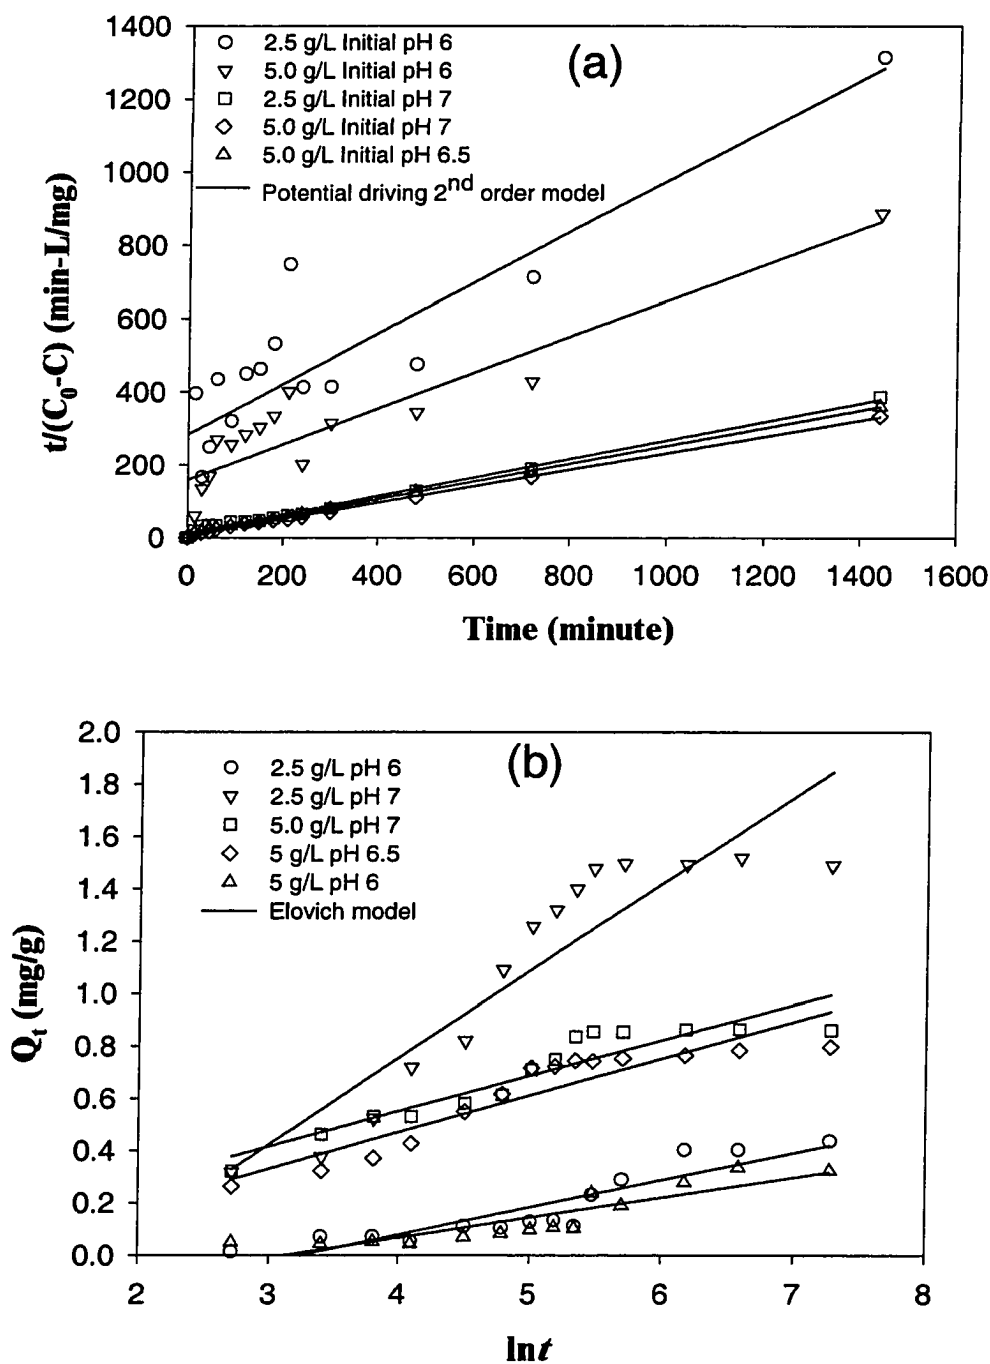 1400
1200
1000
800
600
400
200
0
t/(C0-C) (min-L/mg)
(a)
2.5 g/L Initial pH 6
5.0 g/L Initial pH 6
2.5 g/L Initial pH 7
5.0 g/L Initial pH 7
5.0 g/L Initial pH 6.5
Potential driving 2nd order model
0 200 400 600 800 1000 1200 1400 1600
Time (minute)
2.0
1.8
1.6
1.4
1.2
1.0
0.8
0.6
0.4
0.2
0.0
Qt (mg/g)
(b)
2.5 g/L pH 6
2.5 g/L pH 7
5.0 g/L pH 7
5 g/L pH 6.5
5 g/L pH 6
Elovich model
2 3 4 5 6 7 8
lnt